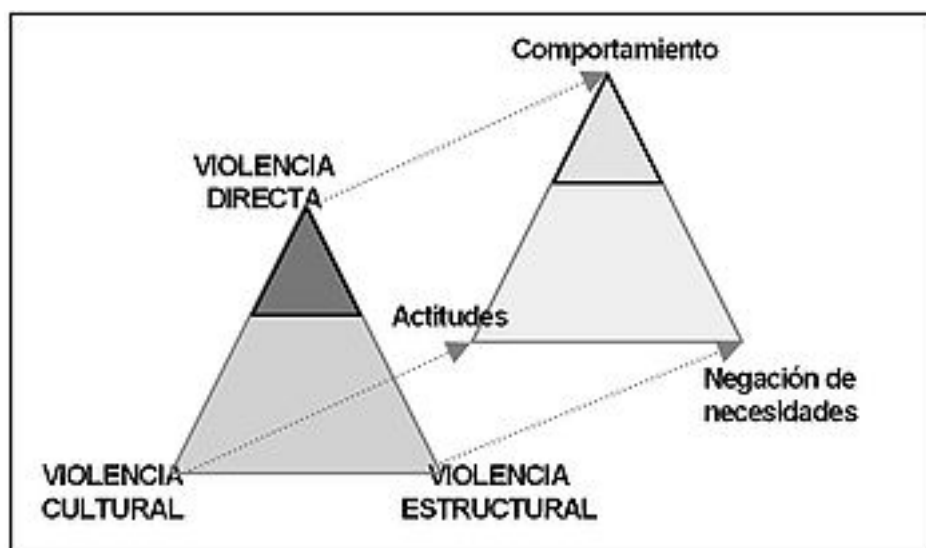 Comportamiento
VIOLENCIA
DIRECTA
Actitudes
Negación de
necesidades
VIOLENCIA
CULTURAL
VIOLENCIA
ESTRUCTURAL